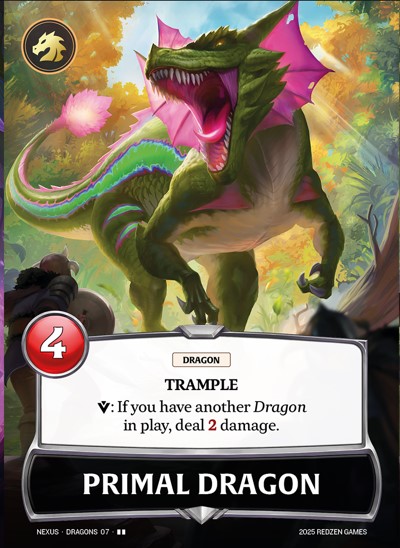 4
DRAGON
TRAMPLE
: If you have another Dragon
in play, deal 2 damage.
PRIMAL DRAGON
NEXUS · DRAGONS 07 ·
2025 REDZEN GAMES